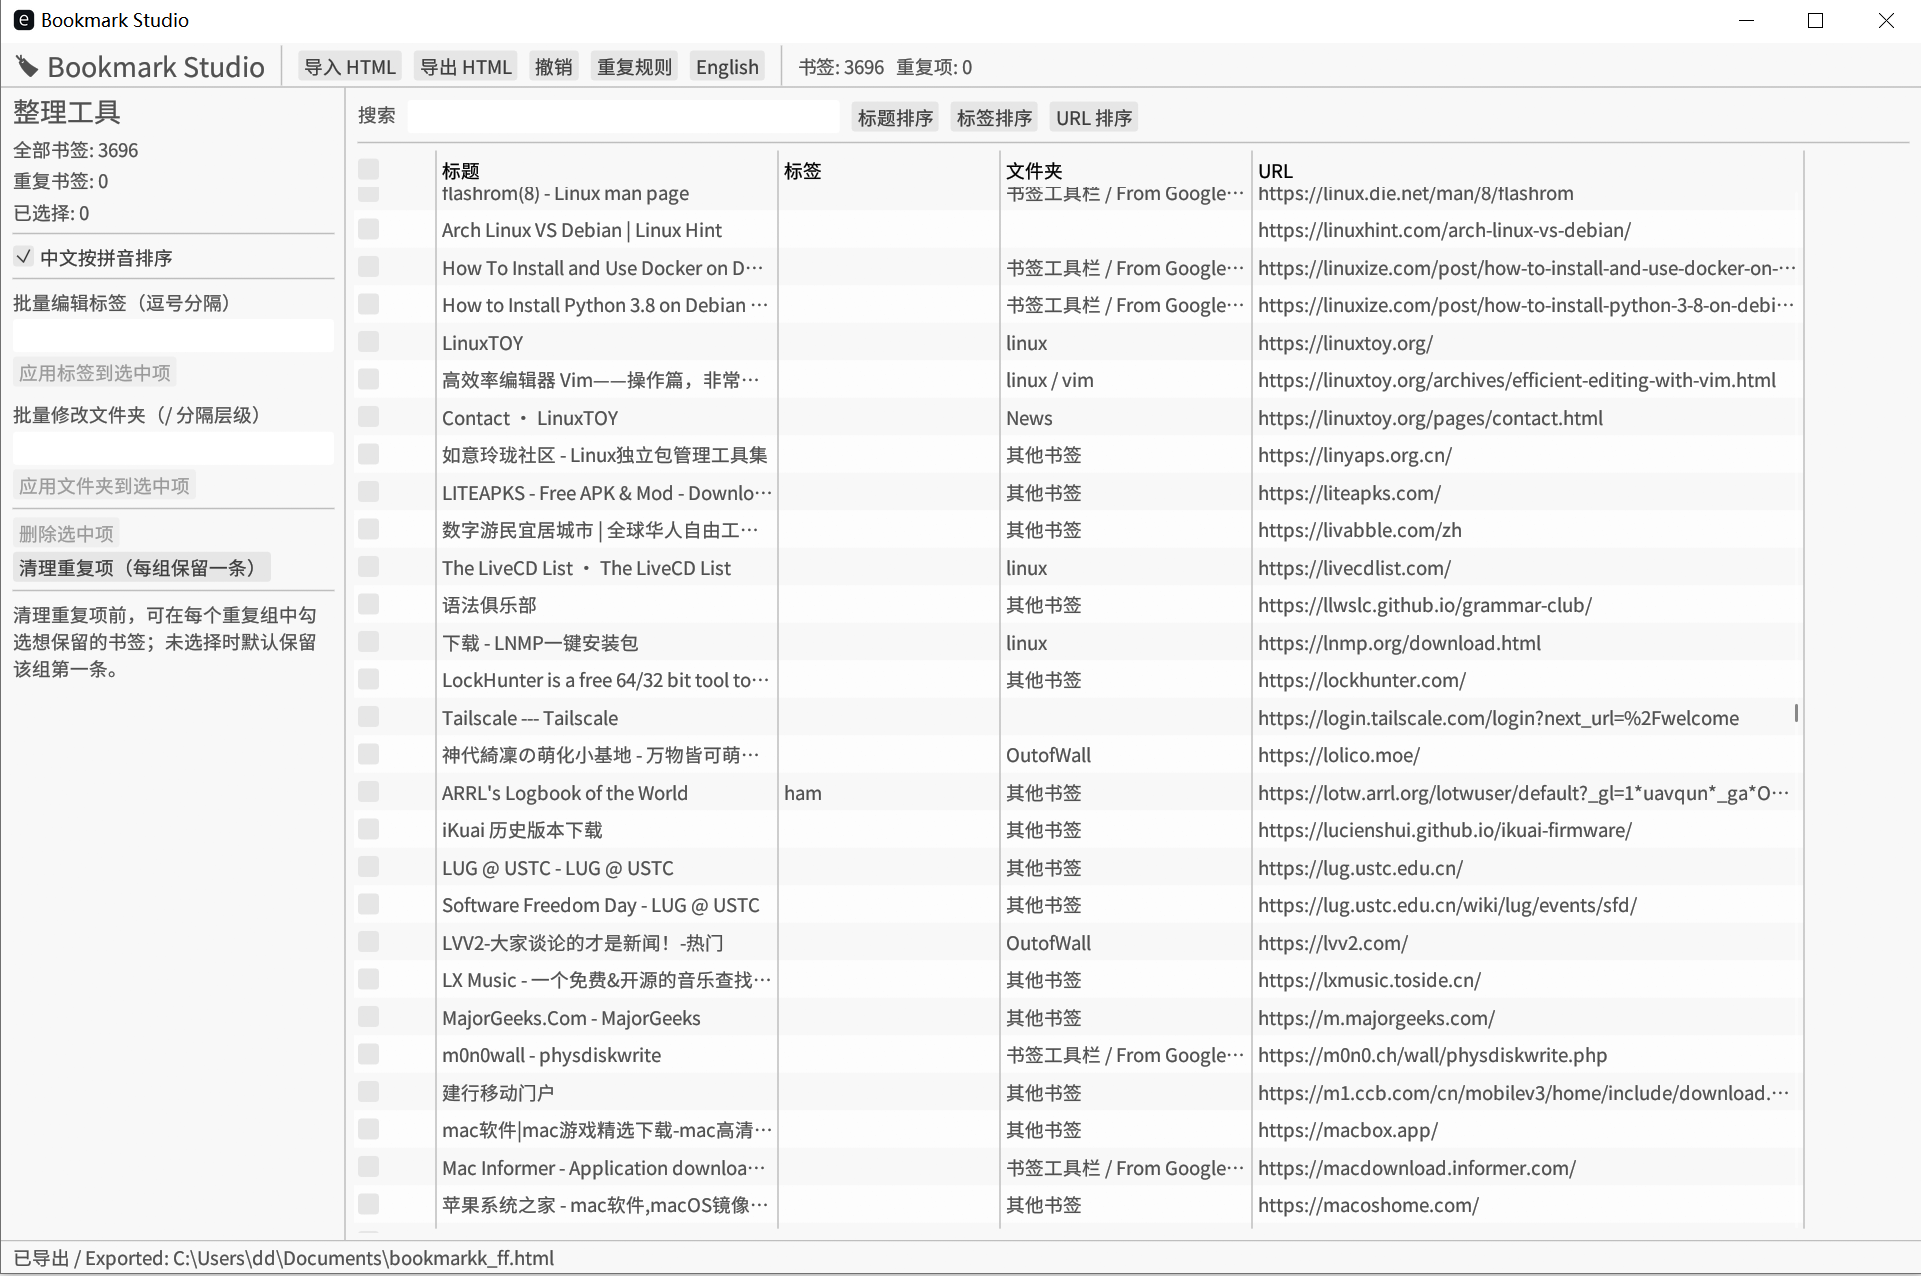 Bookmark Studio
Bookmark Studio 导入 HTML 导出 HTML 撤销 重复规则 English 书签: 3696 重复项: 0
整理工具
全部书签: 3696
重复书签: 0
已选择: 0
中文按拼音排序
批量编辑标签（逗号分隔）
应用标签到选中项
批量修改文件夹（/ 分隔层级）
应用文件夹到选中项
删除选中项
清理重复项（每组保留一条）
清理重复项前，可在每个重复组中勾
选想保留的书签；未选择时默认保留
该组第一条。
搜索 标题排序 标签排序 URL 排序
标题 标签 文件夹 URL
flashrom(8) - Linux man page 书签工具栏 / From Google⋯ https://linux.die.net/man/8/flashrom
Arch Linux VS Debian | Linux Hint https://linuxhint.com/arch-linux-vs-debian/
How To Install and Use Docker on D⋯ 书签工具栏 / From Google⋯ https://linuxize.com/post/how-to-install-and-use-docker-on-⋯
How to Install Python 3.8 on Debian ⋯ 书签工具栏 / From Google⋯ https://linuxize.com/post/how-to-install-python-3-8-on-debi⋯
LinuxTOY linux https://linuxtoy.org/
高效率编辑器 Vim——操作篇，非常⋯ linux / vim https://linuxtoy.org/archives/efficient-editing-with-vim.html
Contact · LinuxTOY News https://linuxtoy.org/pages/contact.html
如意玲珑社区 - Linux独立包管理工具集 其他书签 https://linyaps.org.cn/
LITEAPKS - Free APK & Mod - Downlo⋯ 其他书签 https://liteapks.com/
数字游民宜居城市 | 全球华人自由工⋯ 其他书签 https://livabble.com/zh
The LiveCD List · The LiveCD List linux https://livecdlist.com/
语法俱乐部 其他书签 https://llwslc.github.io/grammar-club/
下载 - LNMP一键安装包 linux https://lnmp.org/download.html
LockHunter is a free 64/32 bit tool to⋯ 其他书签 https://lockhunter.com/
Tailscale --- Tailscale https://login.tailscale.com/login?next_url=%2Fwelcome
神代綺凜の萌化小基地 - 万物皆可萌⋯ OutofWall https://lolico.moe/
ARRL's Logbook of the World ham 其他书签 https://lotw.arrl.org/lotwuser/default?_gl=1*uavqun*_ga*O⋯
iKuai 历史版本下载 其他书签 https://lucienshui.github.io/ikuai-firmware/
LUG @ USTC - LUG @ USTC 其他书签 https://lug.ustc.edu.cn/
Software Freedom Day - LUG @ USTC 其他书签 https://lug.ustc.edu.cn/wiki/lug/events/sfd/
LVV2-大家谈论的才是新闻！-热门 OutofWall https://lvv2.com/
LX Music - 一个免费&开源的音乐查找⋯ 其他书签 https://lxmusic.toside.cn/
MajorGeeks.Com - MajorGeeks 其他书签 https://m.majorgeeks.com/
m0n0wall - physdiskwrite 书签工具栏 / From Google⋯ https://m0n0.ch/wall/physdiskwrite.php
建行移动门户 其他书签 https://m1.ccb.com/cn/mobilev3/home/include/download.⋯
mac软件|mac游戏精选下载-mac高清⋯ 其他书签 https://macbox.app/
Mac Informer - Application downloa⋯ 书签工具栏 / From Google⋯ https://macdownload.informer.com/
苹果系统之家 - mac软件,macOS镜像⋯ 其他书签 https://macoshome.com/
已导出 / Exported: C:\Users\dd\Documents\bookmarkk_ff.html